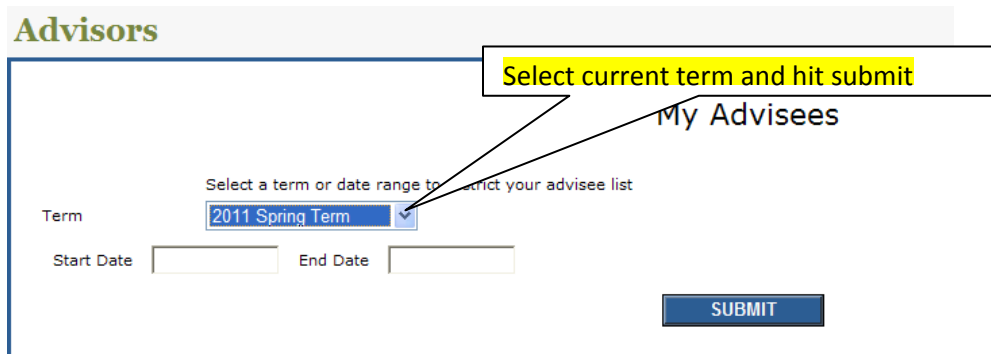 Advisors
Select current term and hit submit
My Advisees
Select a term or date range to restrict your advisee list
Term
2011 Spring Term
Start Date End Date
SUBMIT